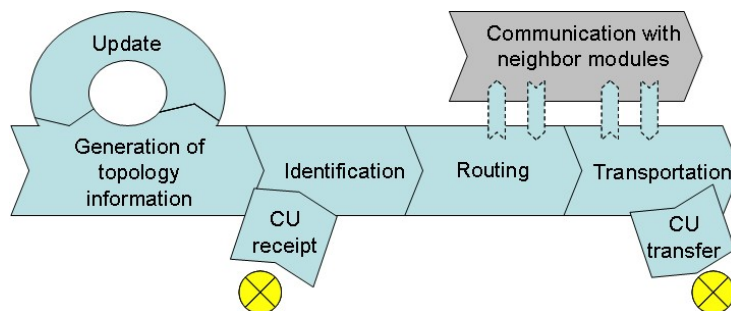 Update
Communication with
neighbor modules
Generation of
topology
information
Identification
Routing
Transportation
CU
receipt
CU
transfer